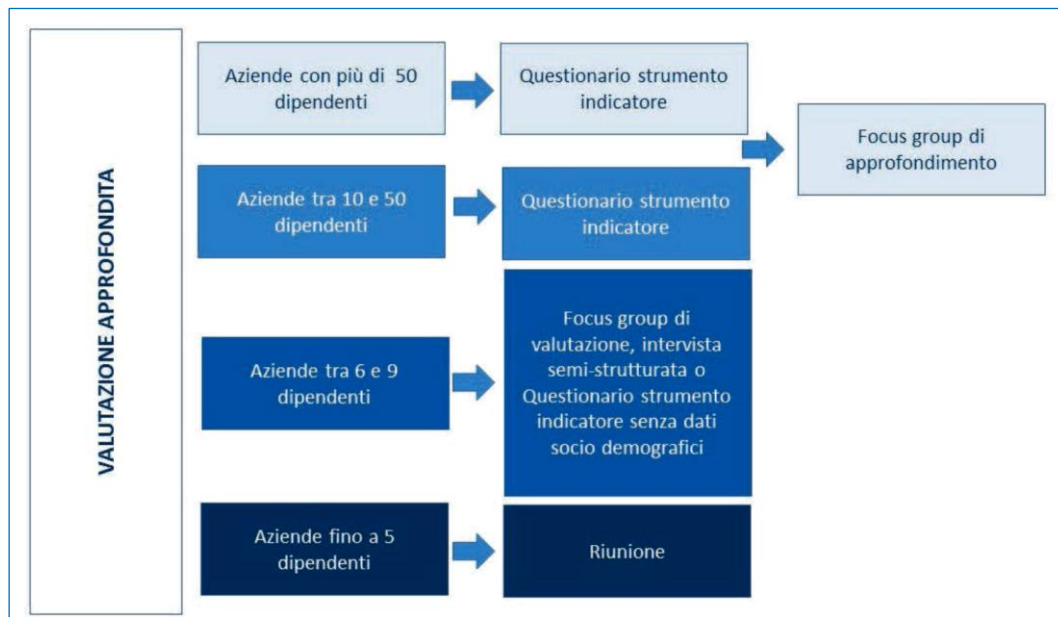 VALUTAZIONE APPROFONDITA
Aziende con più di 50
dipendenti
Questionario strumento
indicatore
Focus group di
approfondimento
Aziende tra 10 e 50
dipendenti
Questionario strumento
indicatore
Aziende tra 6 e 9
dipendenti
Focus group di
valutazione, intervista
semi-strutturata o
Questionario strumento
indicatore senza dati
socio demografici
Aziende fino a 5
dipendenti
Riunione